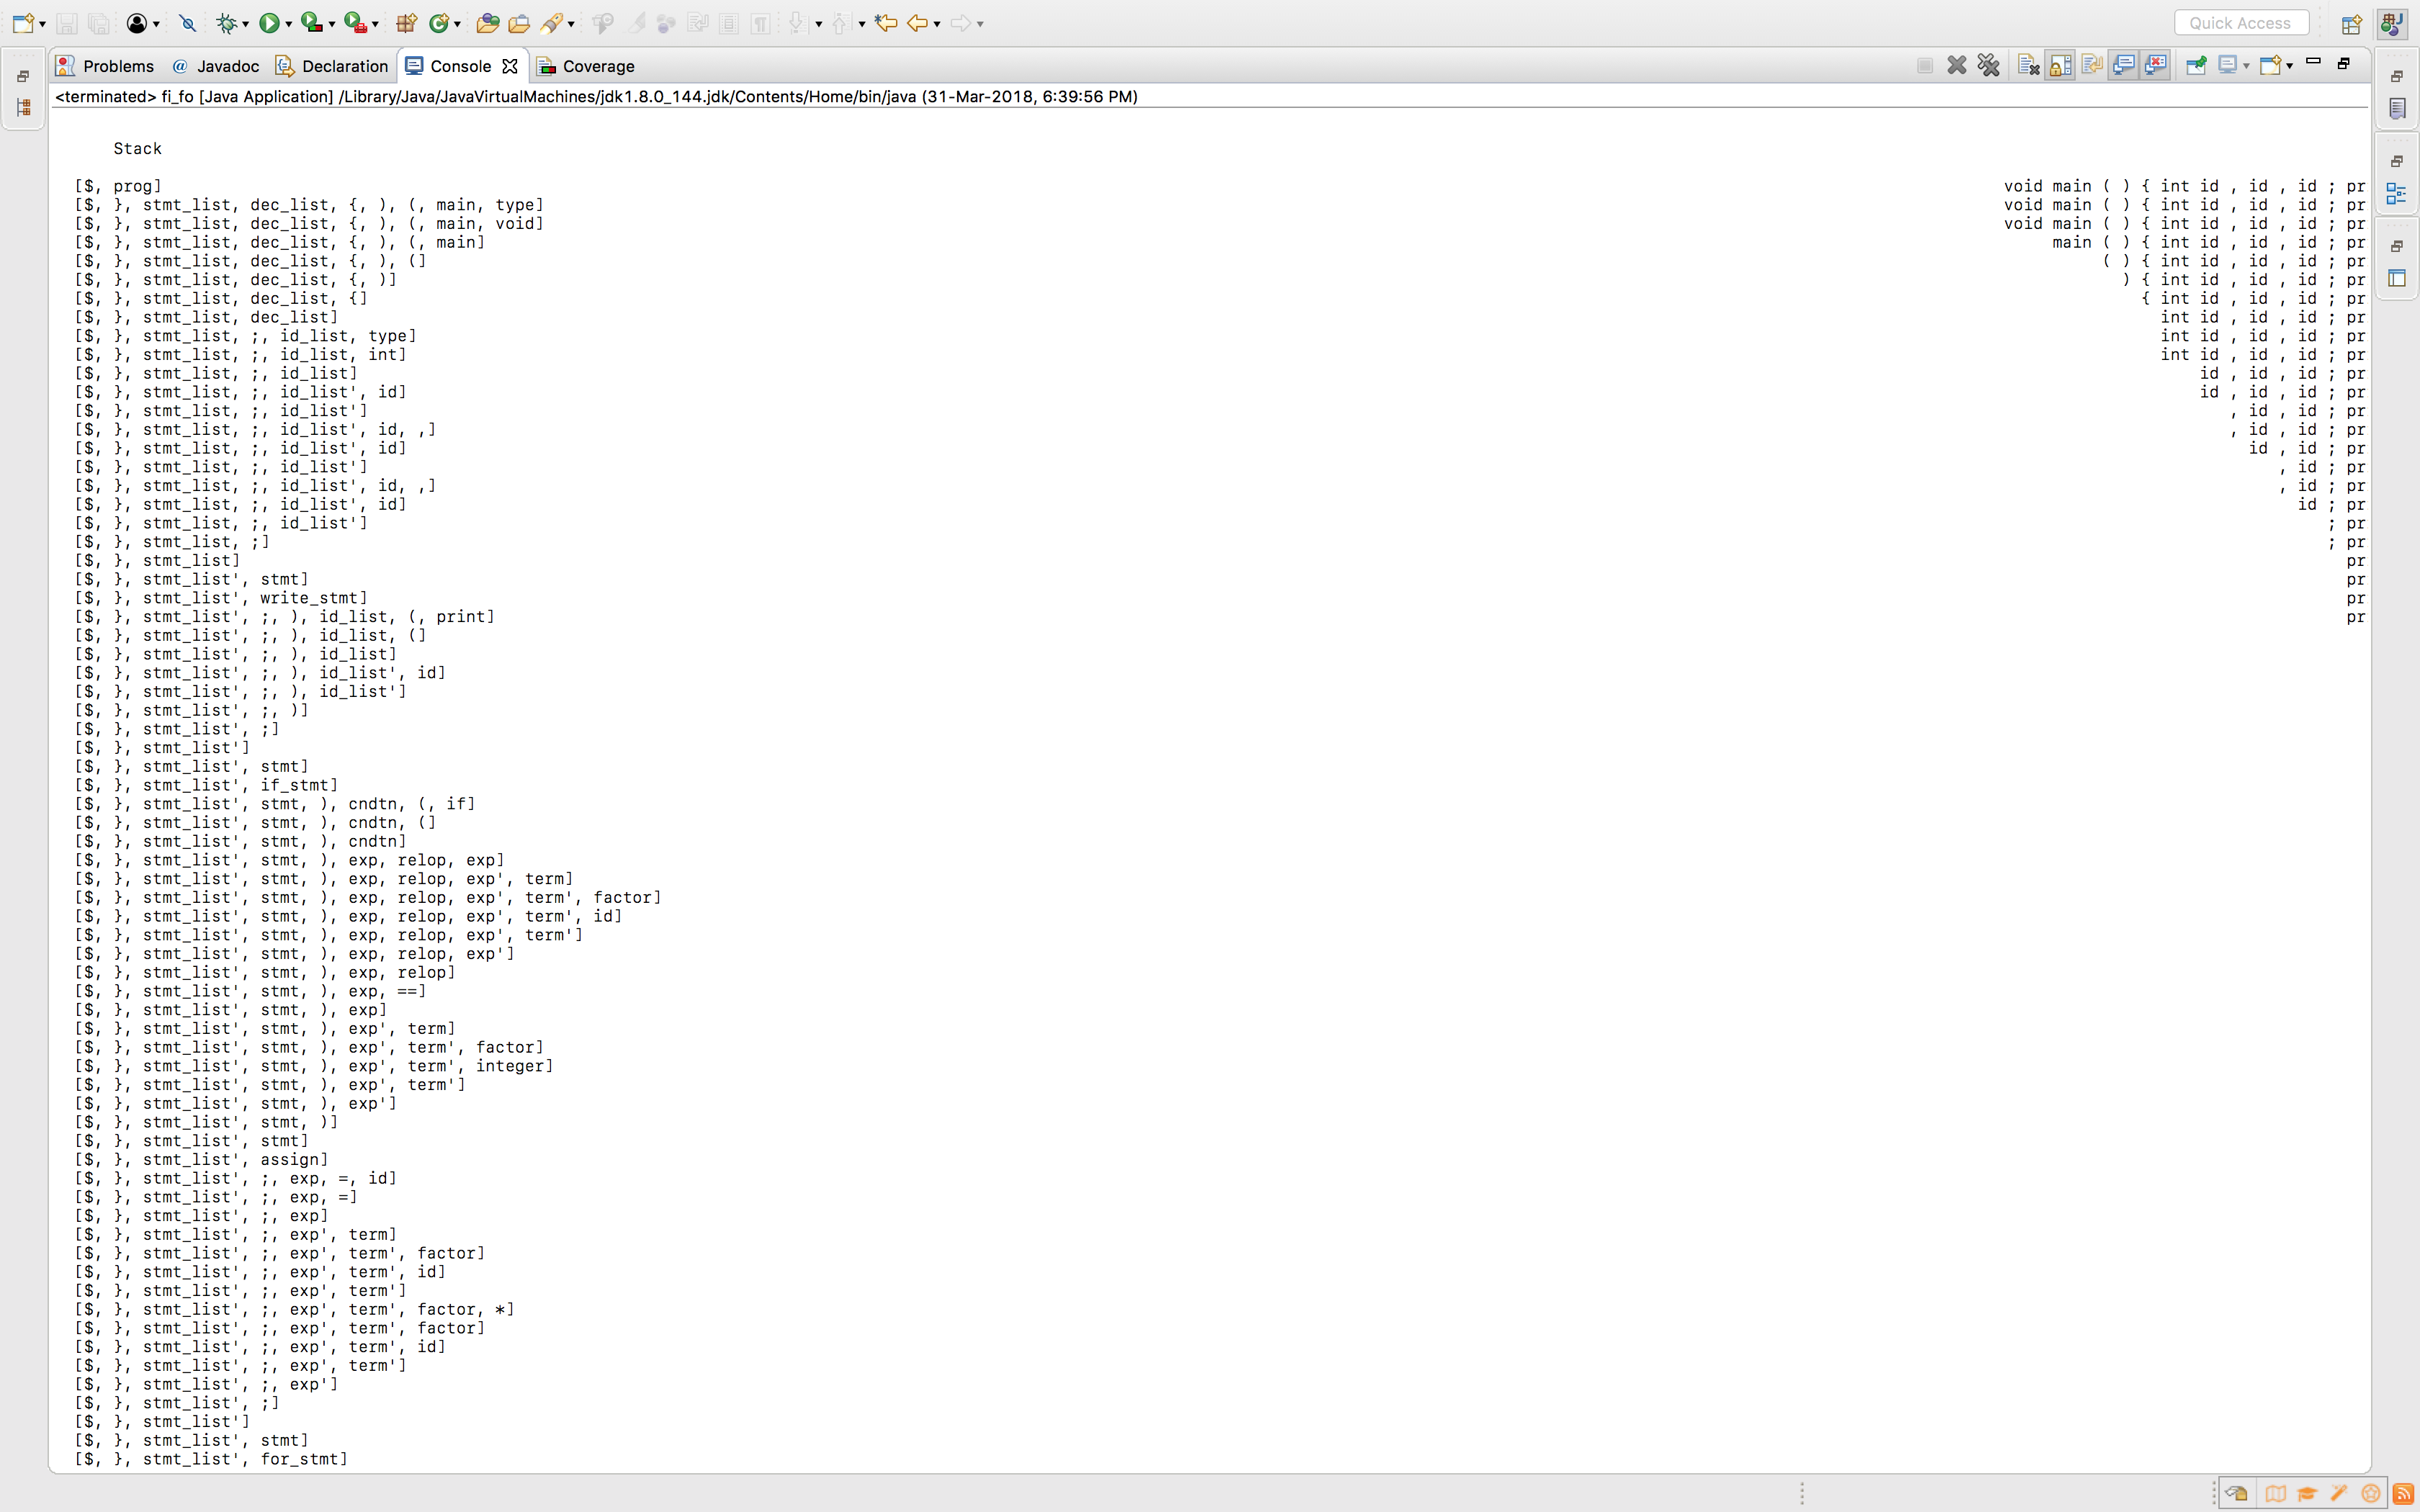 Quick Access
Problems @ Javadoc Declaration Console Coverage
<terminated> fi_fo [Java Application] /Library/Java/JavaVirtualMachines/jdk1.8.0_144.jdk/Contents/Home/bin/java (31-Mar-2018, 6:39:56 PM)
Stack
[$, prog] void main ( ) { int id , id , id ; pr
[$, }, stmt_list, dec_list, {, ), (, main, type] void main ( ) { int id , id , id ; pr
[$, }, stmt_list, dec_list, {, ), (, main, void] void main ( ) { int id , id , id ; pr
[$, }, stmt_list, dec_list, {, ), (, main] main ( ) { int id , id , id ; pr
[$, }, stmt_list, dec_list, {, ), (] ( ) { int id , id , id ; pr
[$, }, stmt_list, dec_list, {, )] ) { int id , id , id ; pr
[$, }, stmt_list, dec_list, {] { int id , id , id ; pr
[$, }, stmt_list, dec_list] int id , id , id ; pr
[$, }, stmt_list, ;, id_list, type] int id , id , id ; pr
[$, }, stmt_list, ;, id_list, int] int id , id , id ; pr
[$, }, stmt_list, ;, id_list] id , id , id ; pr
[$, }, stmt_list, ;, id_list', id] id , id , id ; pr
[$, }, stmt_list, ;, id_list'] , id , id ; pr
[$, }, stmt_list, ;, id_list', id, ,] , id , id ; pr
[$, }, stmt_list, ;, id_list', id] id , id ; pr
[$, }, stmt_list, ;, id_list'] , id ; pr
[$, }, stmt_list, ;, id_list', id, ,] , id ; pr
[$, }, stmt_list, ;, id_list', id] id ; pr
[$, }, stmt_list, ;, id_list'] ; pr
[$, }, stmt_list, ;] ; pr
[$, }, stmt_list] pr
[$, }, stmt_list', stmt] pr
[$, }, stmt_list', write_stmt] pr
[$, }, stmt_list', ;, ), id_list, (, print] pr
[$, }, stmt_list', ;, ), id_list, (]
[$, }, stmt_list', ;, ), id_list]
[$, }, stmt_list', ;, ), id_list', id]
[$, }, stmt_list', ;, ), id_list']
[$, }, stmt_list', ;, )]
[$, }, stmt_list', ;]
[$, }, stmt_list']
[$, }, stmt_list', stmt]
[$, }, stmt_list', if_stmt]
[$, }, stmt_list', stmt, ), cndtn, (, if]
[$, }, stmt_list', stmt, ), cndtn, (]
[$, }, stmt_list', stmt, ), cndtn]
[$, }, stmt_list', stmt, ), exp, relop, exp]
[$, }, stmt_list', stmt, ), exp, relop, exp', term]
[$, }, stmt_list', stmt, ), exp, relop, exp', term', factor]
[$, }, stmt_list', stmt, ), exp, relop, exp', term', id]
[$, }, stmt_list', stmt, ), exp, relop, exp', term']
[$, }, stmt_list', stmt, ), exp, relop, exp']
[$, }, stmt_list', stmt, ), exp, relop]
[$, }, stmt_list', stmt, ), exp, ==]
[$, }, stmt_list', stmt, ), exp]
[$, }, stmt_list', stmt, ), exp', term]
[$, }, stmt_list', stmt, ), exp', term', factor]
[$, }, stmt_list', stmt, ), exp', term', integer]
[$, }, stmt_list', stmt, ), exp', term']
[$, }, stmt_list', stmt, ), exp']
[$, }, stmt_list', stmt, )]
[$, }, stmt_list', stmt]
[$, }, stmt_list', assign]
[$, }, stmt_list', ;, exp, =, id]
[$, }, stmt_list', ;, exp, =]
[$, }, stmt_list', ;, exp]
[$, }, stmt_list', ;, exp', term]
[$, }, stmt_list', ;, exp', term', factor]
[$, }, stmt_list', ;, exp', term', id]
[$, }, stmt_list', ;, exp', term']
[$, }, stmt_list', ;, exp', term', factor, *]
[$, }, stmt_list', ;, exp', term', factor]
[$, }, stmt_list', ;, exp', term', id]
[$, }, stmt_list', ;, exp', term']
[$, }, stmt_list', ;, exp']
[$, }, stmt_list', ;]
[$, }, stmt_list']
[$, }, stmt_list', stmt]
[$, }, stmt_list', for_stmt]